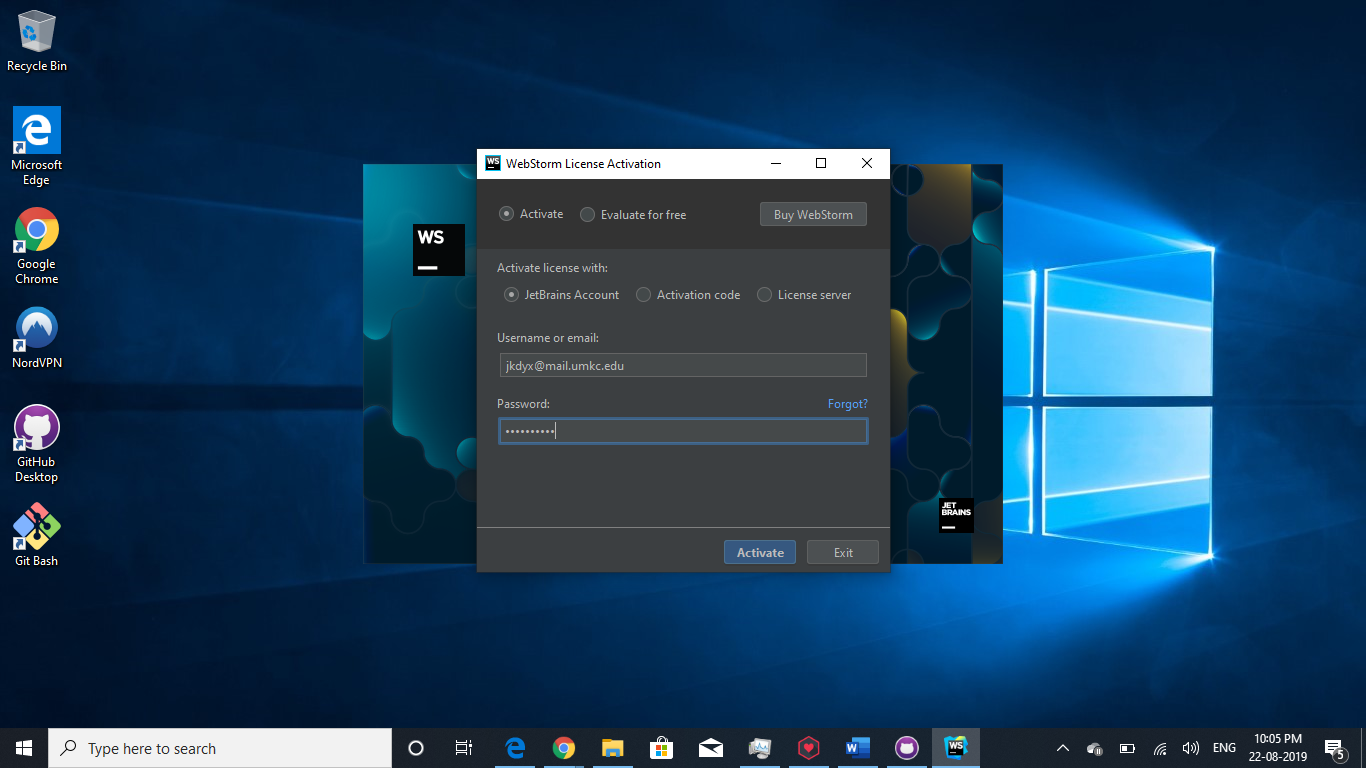 Recycle Bin
Microsoft
Edge
Google
Chrome
NordVPN
GitHub
Desktop
Git Bash
WS
WebStorm License Activation
Activate
Evaluate for free
Buy WebStorm
WS
Activate license with:
JetBrains Account
Activation code
License server
Username or email:
jkdyx@mail.umkc.edu
Password:
Forgot?
••••••••••
JET
BRAINS
Activate
Exit
Type here to search
W
WS
ENG
10:05 PM
22-08-2019
5